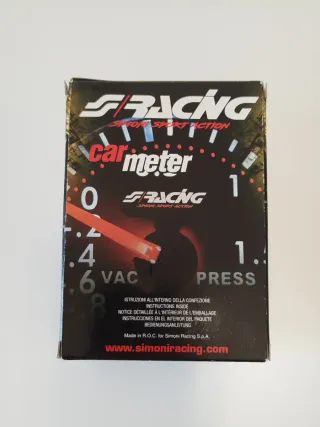 S/RACING
SIMONI SPORT ACTION
car
meter
S/RACING
SIMONI SPORT ACTION
0
1
.2
.4
1.
.6
VAC
PRESS
8
ISTRUZIONI ALL'INTERNO DELLA CONFEZIONE
INSTRUCTIONS INSIDE
NOTICE DÉTAILLÉE À L'INTÉRIEUR DE L'EMBALLAGE
INSTRUCCIONES EN EL INTERIOR DEL PAQUETE
BEDIENUNGSANLEITUNG
Made in R.O.C. for Simoni Racing S.p.A.
www.simoniracing.com